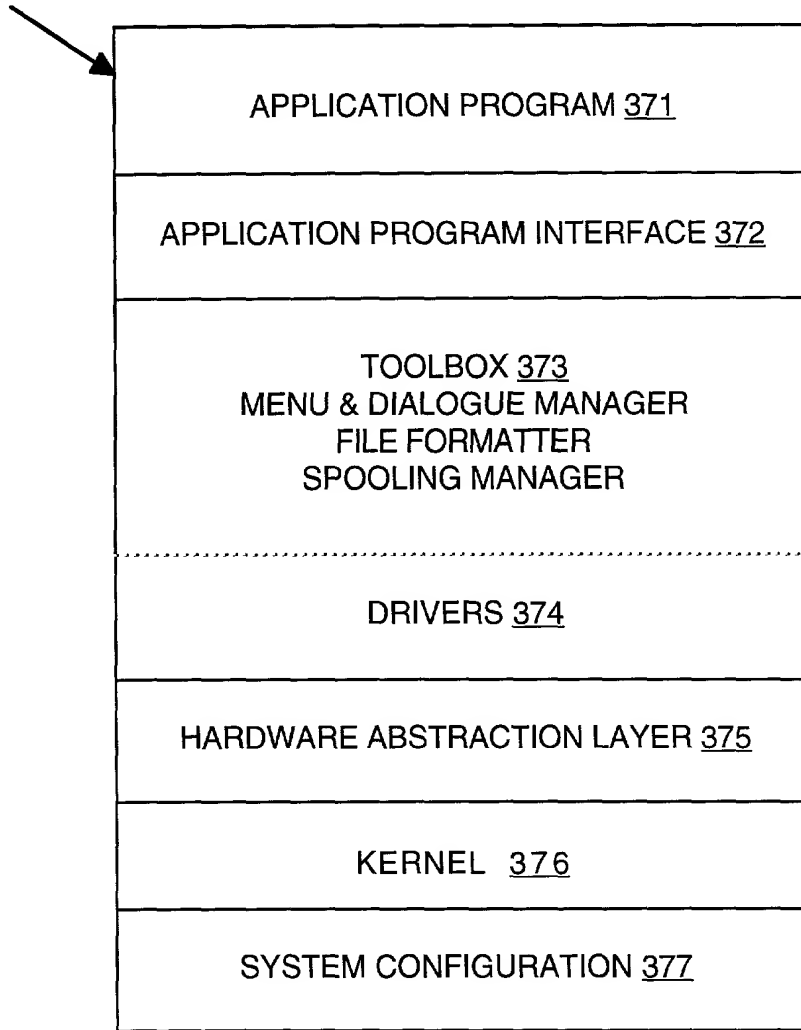 APPLICATION PROGRAM 371
APPLICATION PROGRAM INTERFACE 372
TOOLBOX 373
MENU & DIALOGUE MANAGER
FILE FORMATTER
SPOOLING MANAGER
DRIVERS 374
HARDWARE ABSTRACTION LAYER 375
KERNEL 376
SYSTEM CONFIGURATION 377